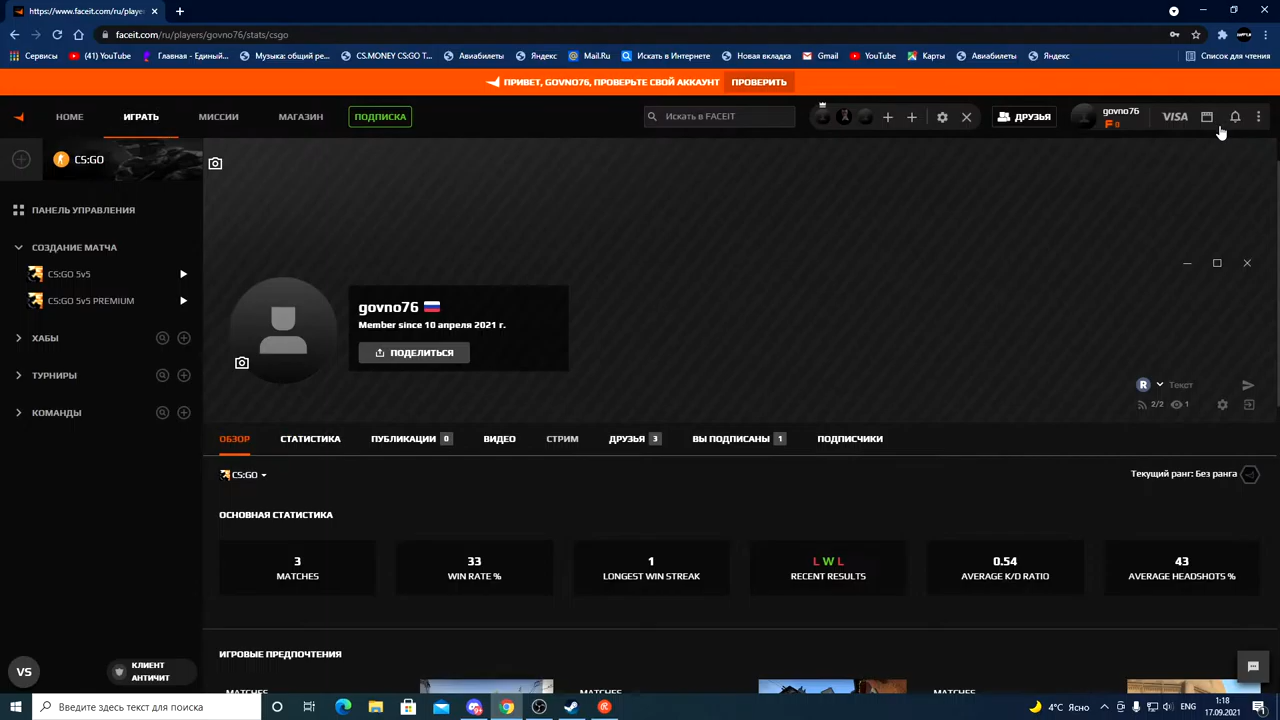 https://www.faceit.com/ru/player
faceit.com/ru/players/govno76/stats/csgo
Сервисы (41) YouTube Главная - Единый... Музыка: общий ре... CS.MONEY CS:GO T... Авиабилеты Яндекс Mail.Ru Искать в Интернете Новая вкладка Gmail YouTube Карты Авиабилеты Яндекс Список для чтения
ПРИВЕТ, GOVNO76, ПРОВЕРЬТЕ СВОЙ АККАУНТ ПРОВЕРИТЬ
HOME ИГРАТЬ МИССИИ МАГАЗИН ПОДПИСКА Искать в FACEIT ДРУЗЬЯ govno76 VISA
0
CS:GO
ПАНЕЛЬ УПРАВЛЕНИЯ
СОЗДАНИЕ МАТЧА
CS:GO 5v5
CS:GO 5v5 PREMIUM
ХАБЫ
ТУРНИРЫ
КОМАНДЫ
govno76
Member since 10 апреля 2021 г.
ПОДЕЛИТЬСЯ
R Текст
2/2 1
ОБЗОР СТАТИСТИКА ПУБЛИКАЦИИ 0 ВИДЕО СТРИМ ДРУЗЬЯ 3 ВЫ ПОДПИСАНЫ 1 ПОДПИСЧИКИ
CS:GO Текущий ранг: Без ранга
ОСНОВНАЯ СТАТИСТИКА
3 33 1 L W L 0.54 43
MATCHES WIN RATE % LONGEST WIN STREAK RECENT RESULTS AVERAGE K/D RATIO AVERAGE HEADSHOTS %
ИГРОВЫЕ ПРЕДПОЧТЕНИЯ
MATCHES MATCHES MATCHES
VS КЛИЕНТ
АНТИЧИТ
Введите здесь текст для поиска 4°C Ясно ENG 1:18
17.09.2021